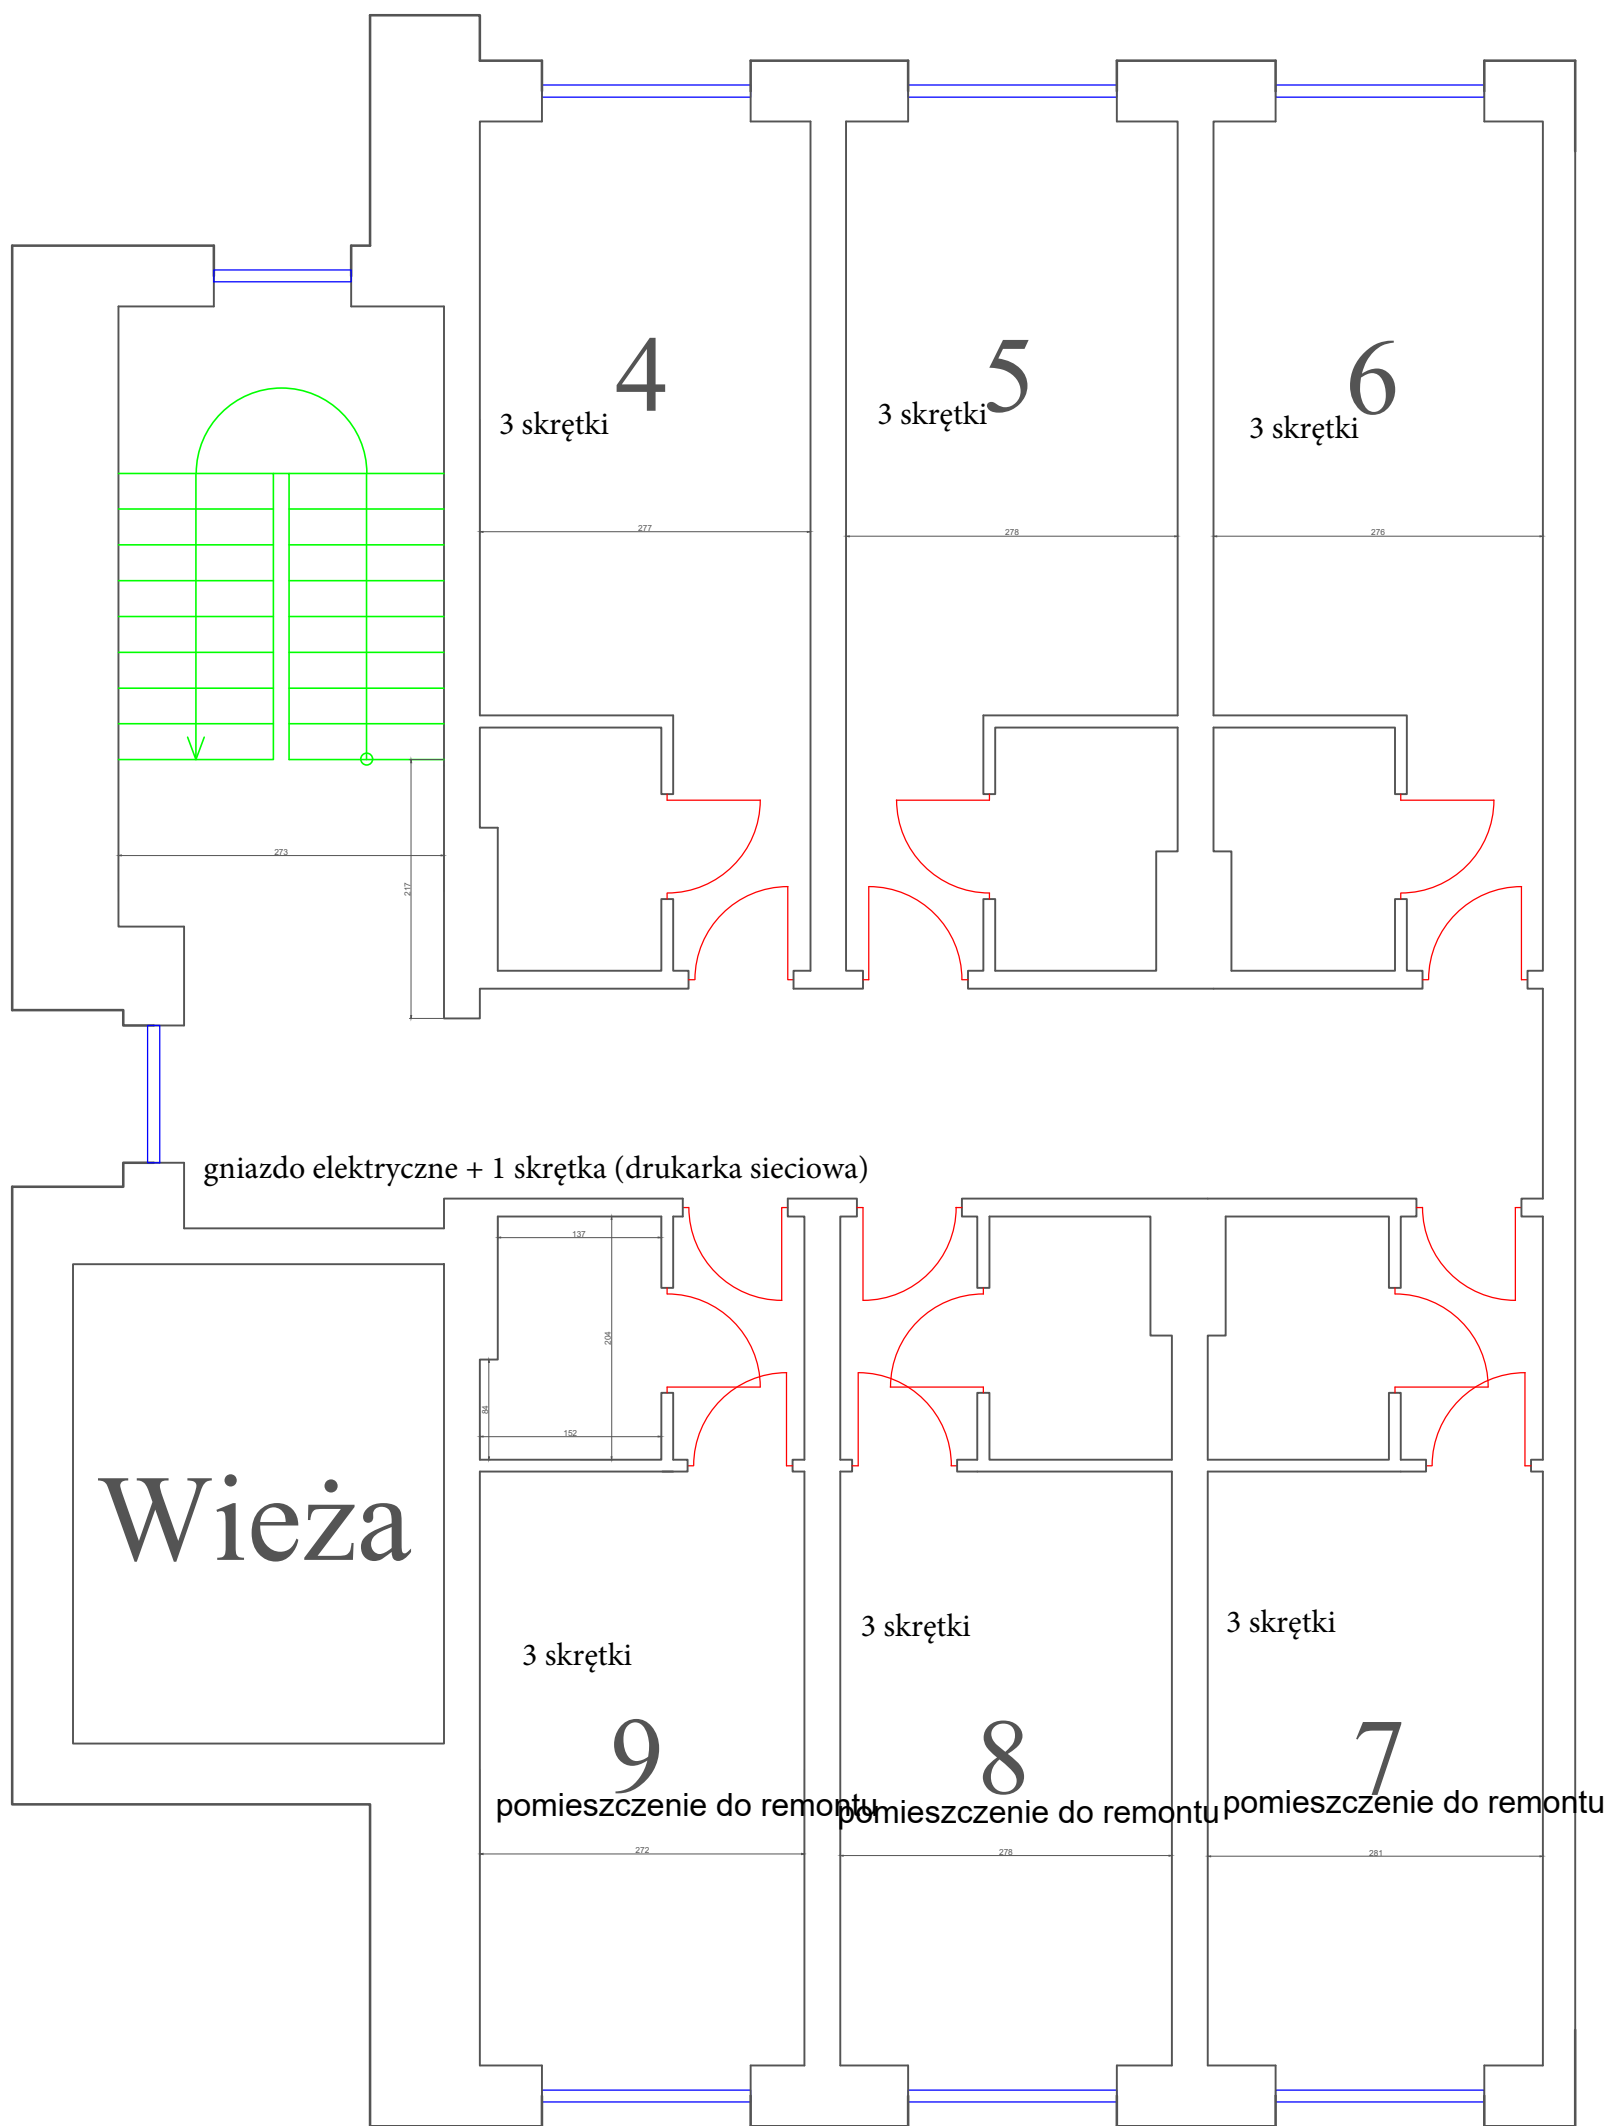 4
5
6
3 skrętki
3 skrętki
3 skrętki
277
278
276
273
217
gniazdo elektryczne + 1 skrętka (drukarka sieciowa)
137
204
84
152
Wieża
3 skrętki
3 skrętki
3 skrętki
9
8
7
pomieszczenie do remontu
pomieszczenie do remontu
pomieszczenie do remontu
272
278
281